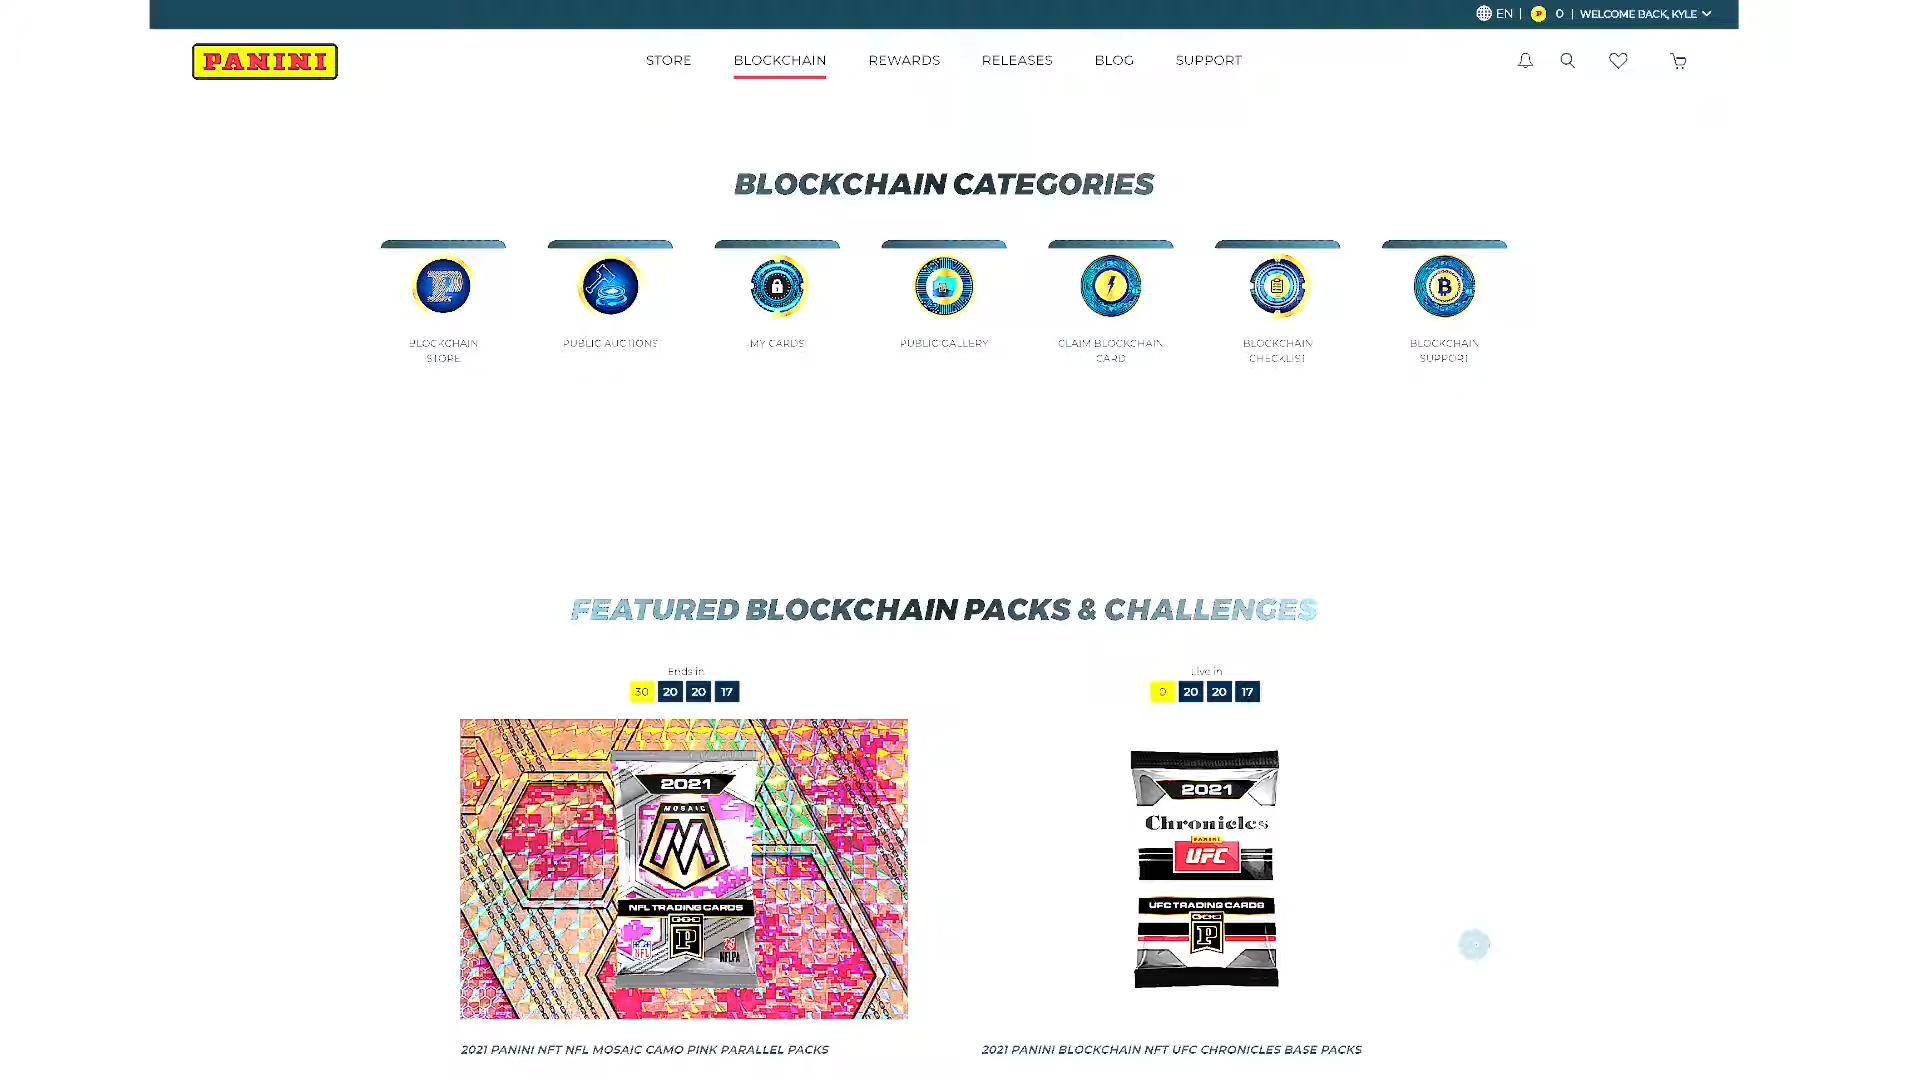 EN | 0 | WELCOME BACK, KYLE
PANINI
STORE BLOCKCHAIN REWARDS RELEASES BLOG SUPPORT
BLOCKCHAIN CATEGORIES
BLOCKCHAIN
STORE
PUBLIC AUCTIONS
MY CARDS
PUBLIC GALLERY
CLAIM BLOCKCHAIN
CARD
BLOCKCHAIN
CHECKLIST
BLOCKCHAIN
SUPPORT
FEATURED BLOCKCHAIN PACKS & CHALLENGES
Ends in
30 20 20 17
2021
MOSAIC
NFL TRADING CARDS
P
NFL
NFLPA
2021 PANINI NFT NFL MOSAIC CAMO PINK PARALLEL PACKS
Live in
0 20 20 17
2021
Chronicles
PANINI
UFC
UFC TRADING CARDS
P
2021 PANINI BLOCKCHAIN NFT UFC CHRONICLES BASE PACKS